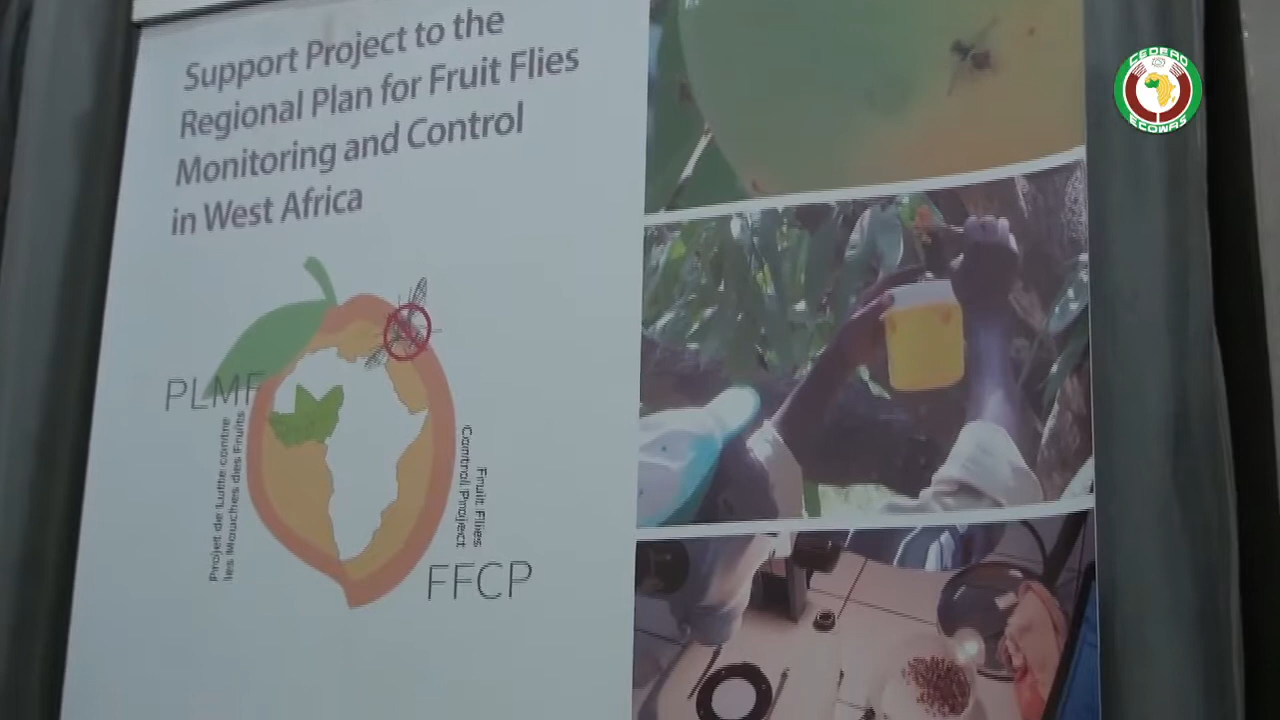 Support Project to the
Regional Plan for Fruit Flies
Monitoring and Control
in West Africa
PLMF
Projet de Lutte contre
les Mouches des Fruits
Fruit Flies
Control Project
FFCP
CEDEAO
ECOWAS